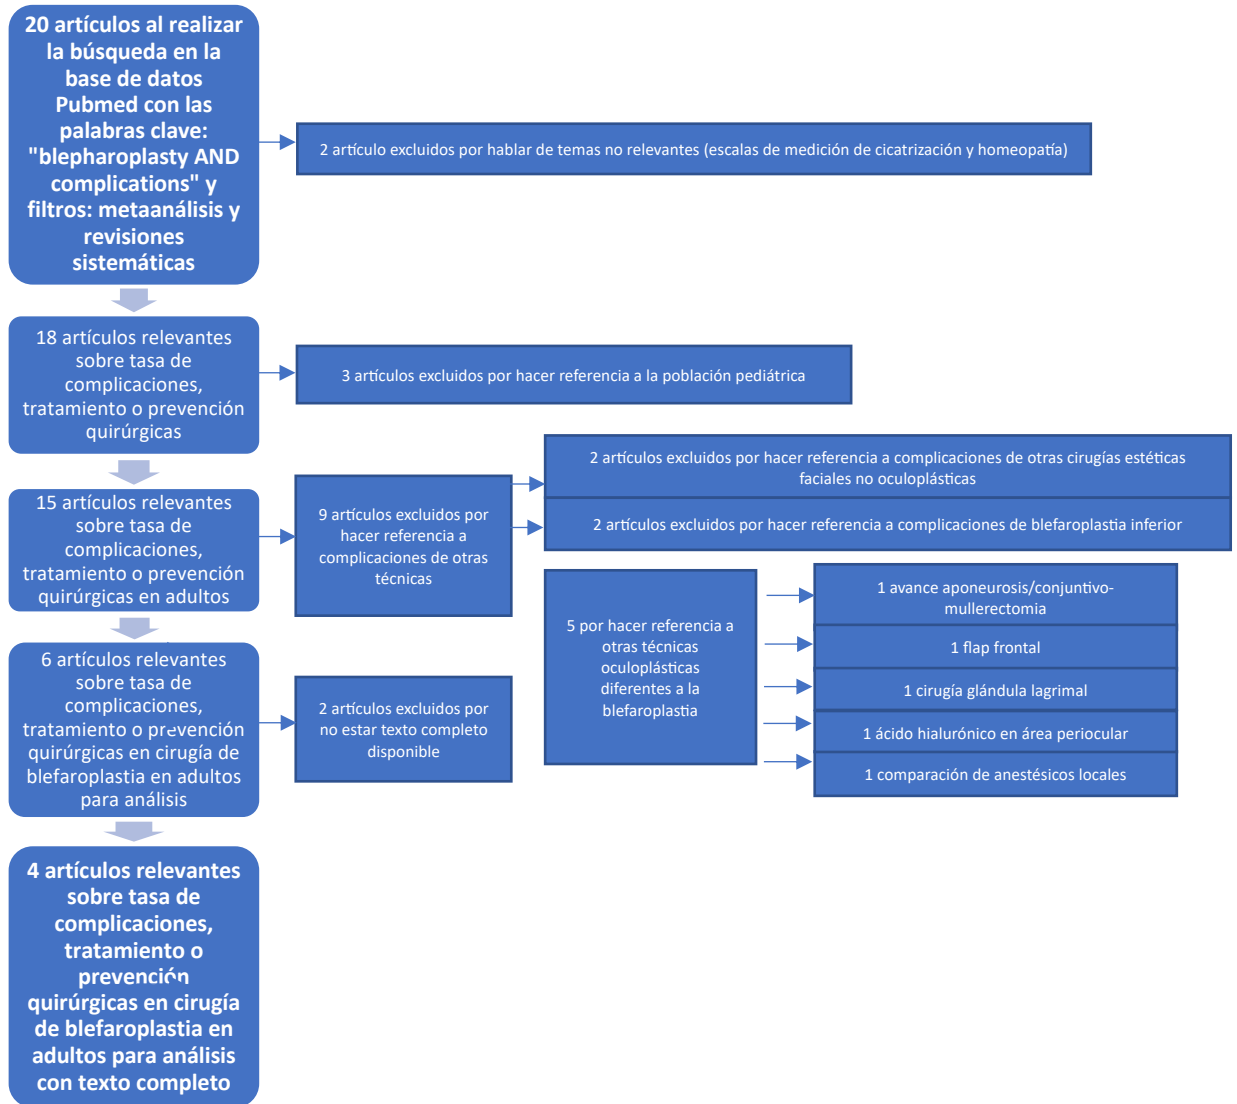 20 artículos al realizar
la búsqueda en la
base de datos
Pubmed con las
palabras clave:
"blepharoplasty AND
complications" y
filtros: metaanálisis y
revisiones
sistemáticas
2 artículo excluidos por hablar de temas no relevantes (escalas de medición de cicatrización y homeopatía)
18 artículos relevantes
sobre tasa de
complicaciones,
tratamiento o prevención
quirúrgicas
3 artículos excluidos por hacer referencia a la población pediátrica
15 artículos relevantes
sobre tasa de
complicaciones,
tratamiento o prevención
quirúrgicas en adultos
9 artículos excluidos por
hacer referencia a
complicaciones de otras
técnicas
2 artículos excluidos por hacer referencia a complicaciones de otras cirugías estéticas
faciales no oculoplásticas
2 artículos excluidos por hacer referencia a complicaciones de blefaroplastia inferior
5 por hacer referencia a
otras técnicas
oculoplásticas
diferentes a la
blefaroplastia
1 avance aponeurosis/conjuntivo-
mullerectomia
1 flap frontal
1 cirugía glándula lagrimal
1 ácido hialurónico en área periocular
1 comparación de anestésicos locales
6 artículos relevantes
sobre tasa de
complicaciones,
tratamiento o prevención
quirúrgicas en cirugía de
blefaroplastia en adultos
para análisis
2 artículos excluidos por
no estar texto completo
disponible
4 artículos relevantes
sobre tasa de
complicaciones,
tratamiento o
prevención
quirúrgicas en cirugía
de blefaroplastia en
adultos para análisis
con texto completo